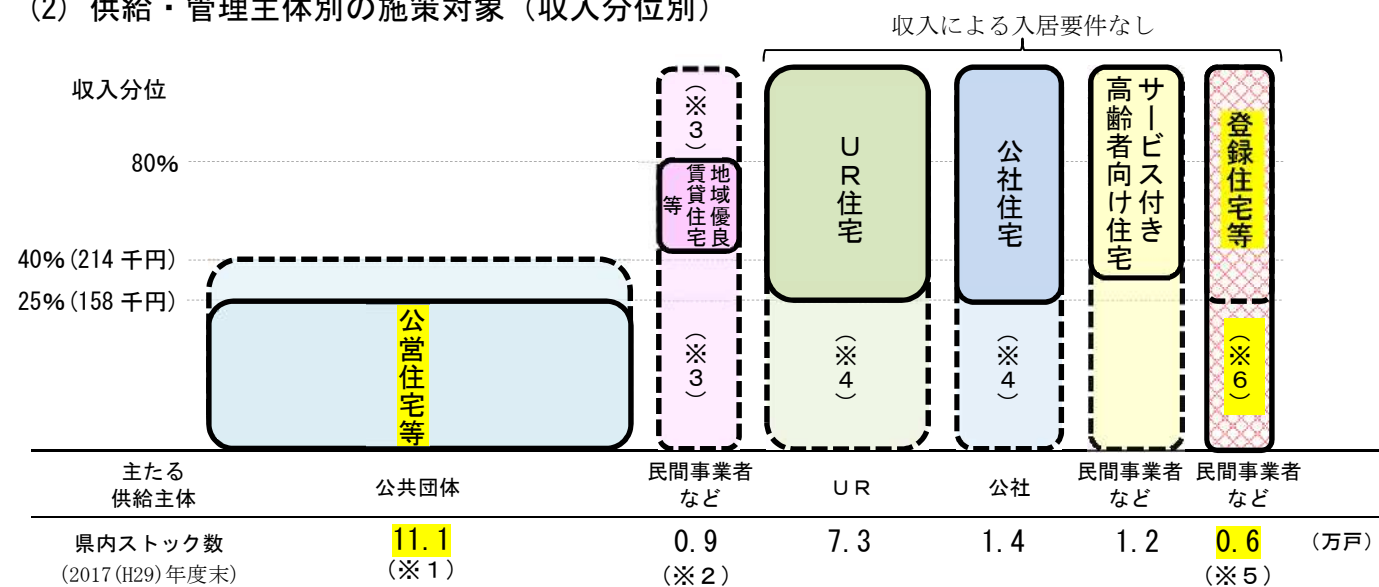 (2) 供給・管理主体別の施策対象（収入分位別）
収入による入居要件なし
収入分位
80%
40%(214 千円)
25%(158 千円)
公営住宅等
（※３）
地域優良
賃貸住宅
等
（※３）
ＵＲ住宅
（※４）
公社住宅
（※４）
サービス付き
高齢者向け住宅
登録住宅等
（※６）
主たる
供給主体
公共団体
民間事業者
など
ＵＲ
公社
民間事業者
など
民間事業者
など
県内ストック数
(2017(H29)年度末)
11.1
(※１)
0.9
(※２)
7.3
1.4
1.2
0.6
(※５)
(万戸)